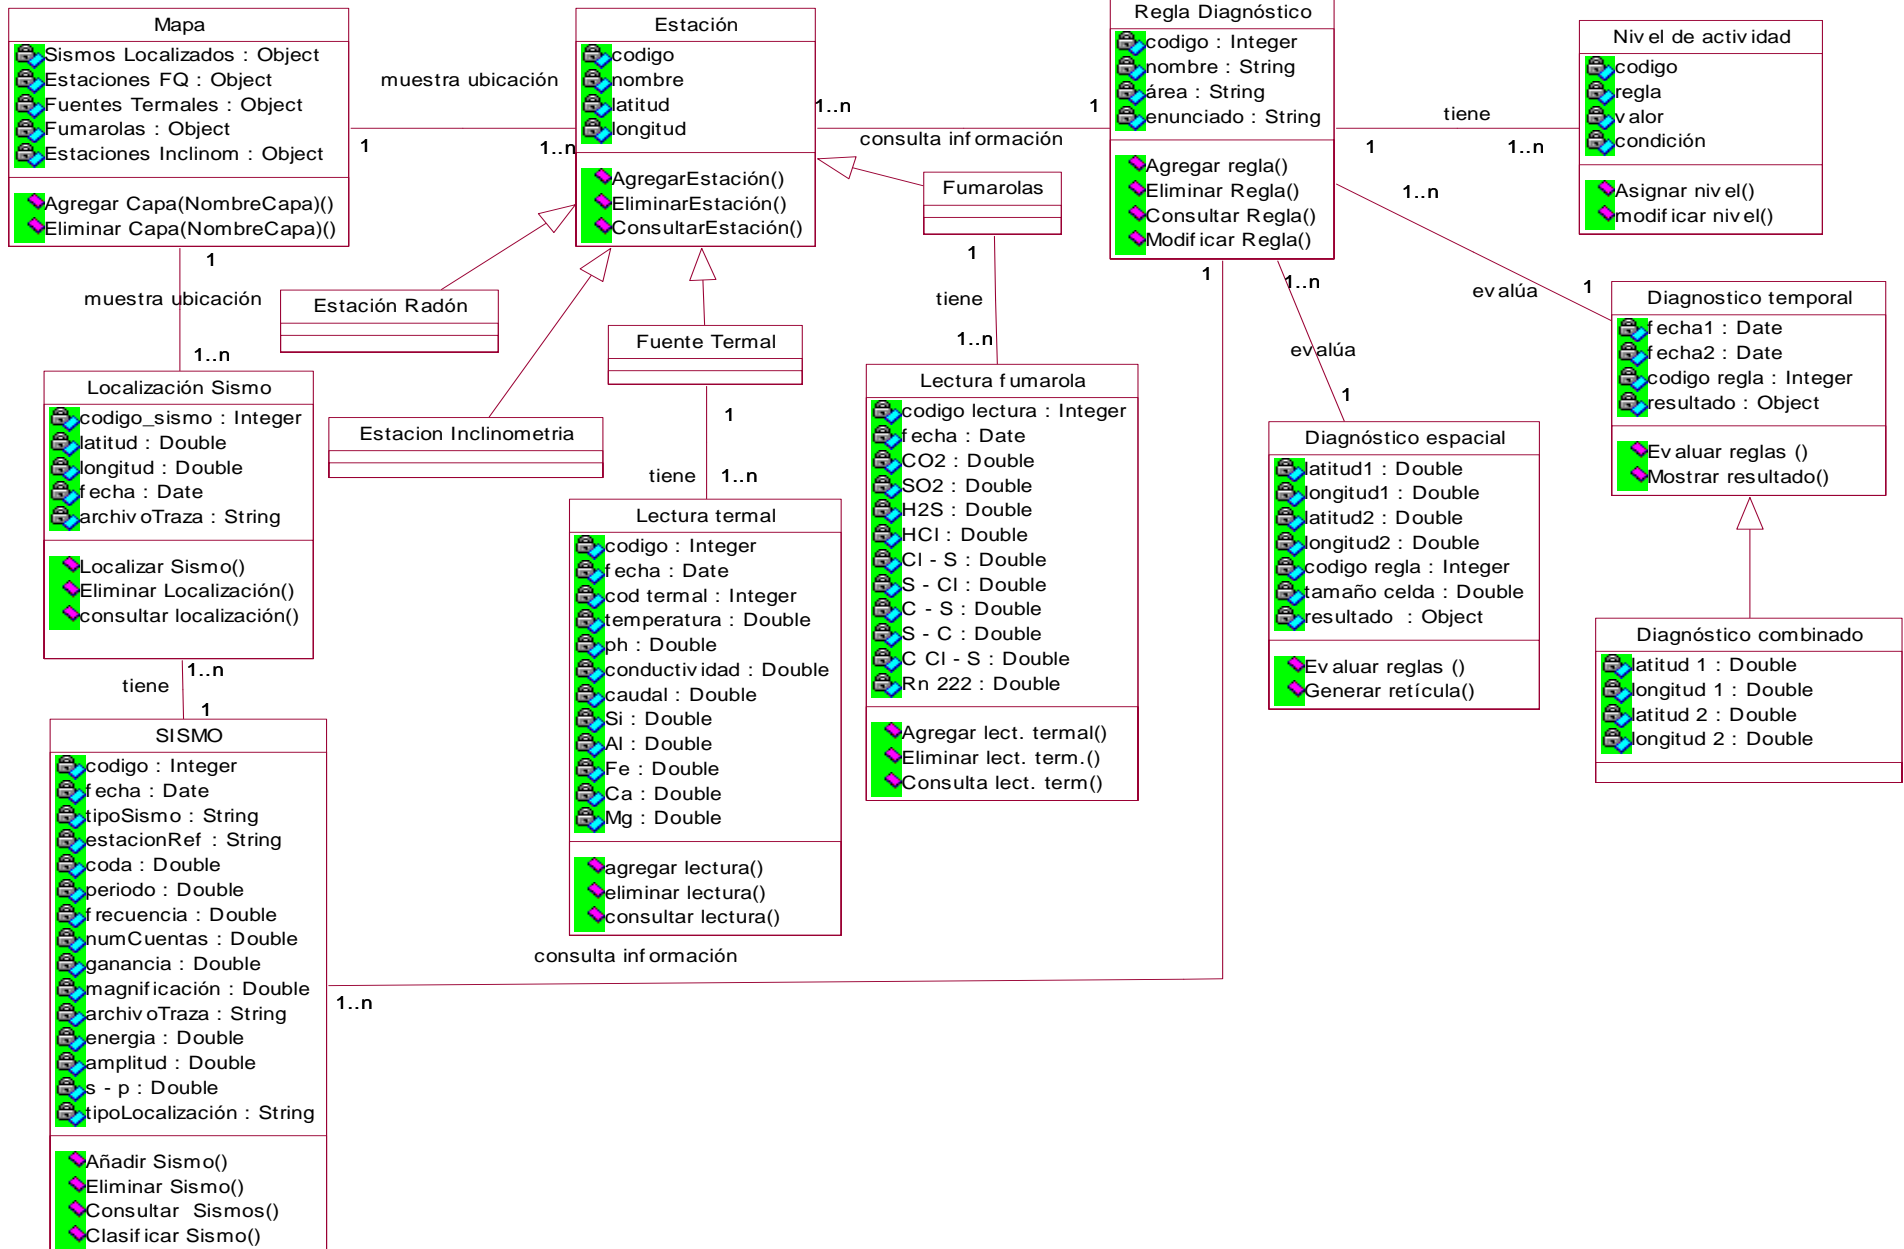 Mapa
Sismos Localizados : Object
Estaciones FQ : Object
Fuentes Termales : Object
Fumarolas : Object
Estaciones Inclinom : Object
Agregar Capa(NombreCapa)()
Eliminar Capa(NombreCapa)()
muestra ubicación
1
1..n
Estación
codigo
nombre
latitud
longitud
AgregarEstación()
EliminarEstación()
ConsultarEstación()
1..n
1
consulta información
Regla Diagnóstico
codigo : Integer
nombre : String
área : String
enunciado : String
Agregar regla()
Eliminar Regla()
Consultar Regla()
Modificar Regla()
tiene
1
1..n
Nivel de actividad
codigo
regla
valor
condición
Asignar nivel()
modificar nivel()
1
muestra ubicación
1..n
Estación Radón
Estacion Inclinometria
Fuente Termal
1
tiene
1..n
Fumarolas
1
tiene
1..n
1
1..n
evalúa
1
1..n
evalúa
1
Diagnostico temporal
fecha1 : Date
fecha2 : Date
codigo regla : Integer
resultado : Object
Evaluar reglas ()
Mostrar resultado()
Localización Sismo
codigo_sismo : Integer
latitud : Double
longitud : Double
fecha : Date
archivoTraza : String
Localizar Sismo()
Eliminar Localización()
consultar localización()
Lectura fumarola
codigo lectura : Integer
fecha : Date
CO2 : Double
SO2 : Double
H2S : Double
HCl : Double
Cl - S : Double
S - Cl : Double
C - S : Double
S - C : Double
C Cl - S : Double
Rn 222 : Double
Agregar lect. termal()
Eliminar lect. term.()
Consulta lect. term()
Diagnóstico espacial
latitud1 : Double
longitud1 : Double
latitud2 : Double
longitud2 : Double
codigo regla : Integer
tamaño celda : Double
resultado : Object
Evaluar reglas ()
Generar retícula()
Lectura termal
codigo : Integer
fecha : Date
cod termal : Integer
temperatura : Double
ph : Double
conductividad : Double
caudal : Double
Si : Double
Al : Double
Fe : Double
Ca : Double
Mg : Double
agregar lectura()
eliminar lectura()
consultar lectura()
Diagnóstico combinado
latitud 1 : Double
longitud 1 : Double
latitud 2 : Double
longitud 2 : Double
1..n
tiene
1
SISMO
codigo : Integer
fecha : Date
tipoSismo : String
estacionRef : String
coda : Double
periodo : Double
frecuencia : Double
numCuentas : Double
ganancia : Double
magnificación : Double
archivoTraza : String
energia : Double
amplitud : Double
s - p : Double
tipoLocalización : String
Añadir Sismo()
Eliminar Sismo()
Consultar Sismos()
Clasificar Sismo()
consulta información
1..n